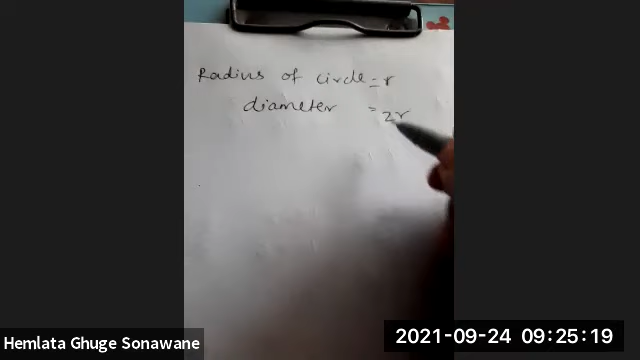 Radius of circle = r
diameter = 2r
Hemlata Ghuge Sonawane
2021-09-24 09:25:19